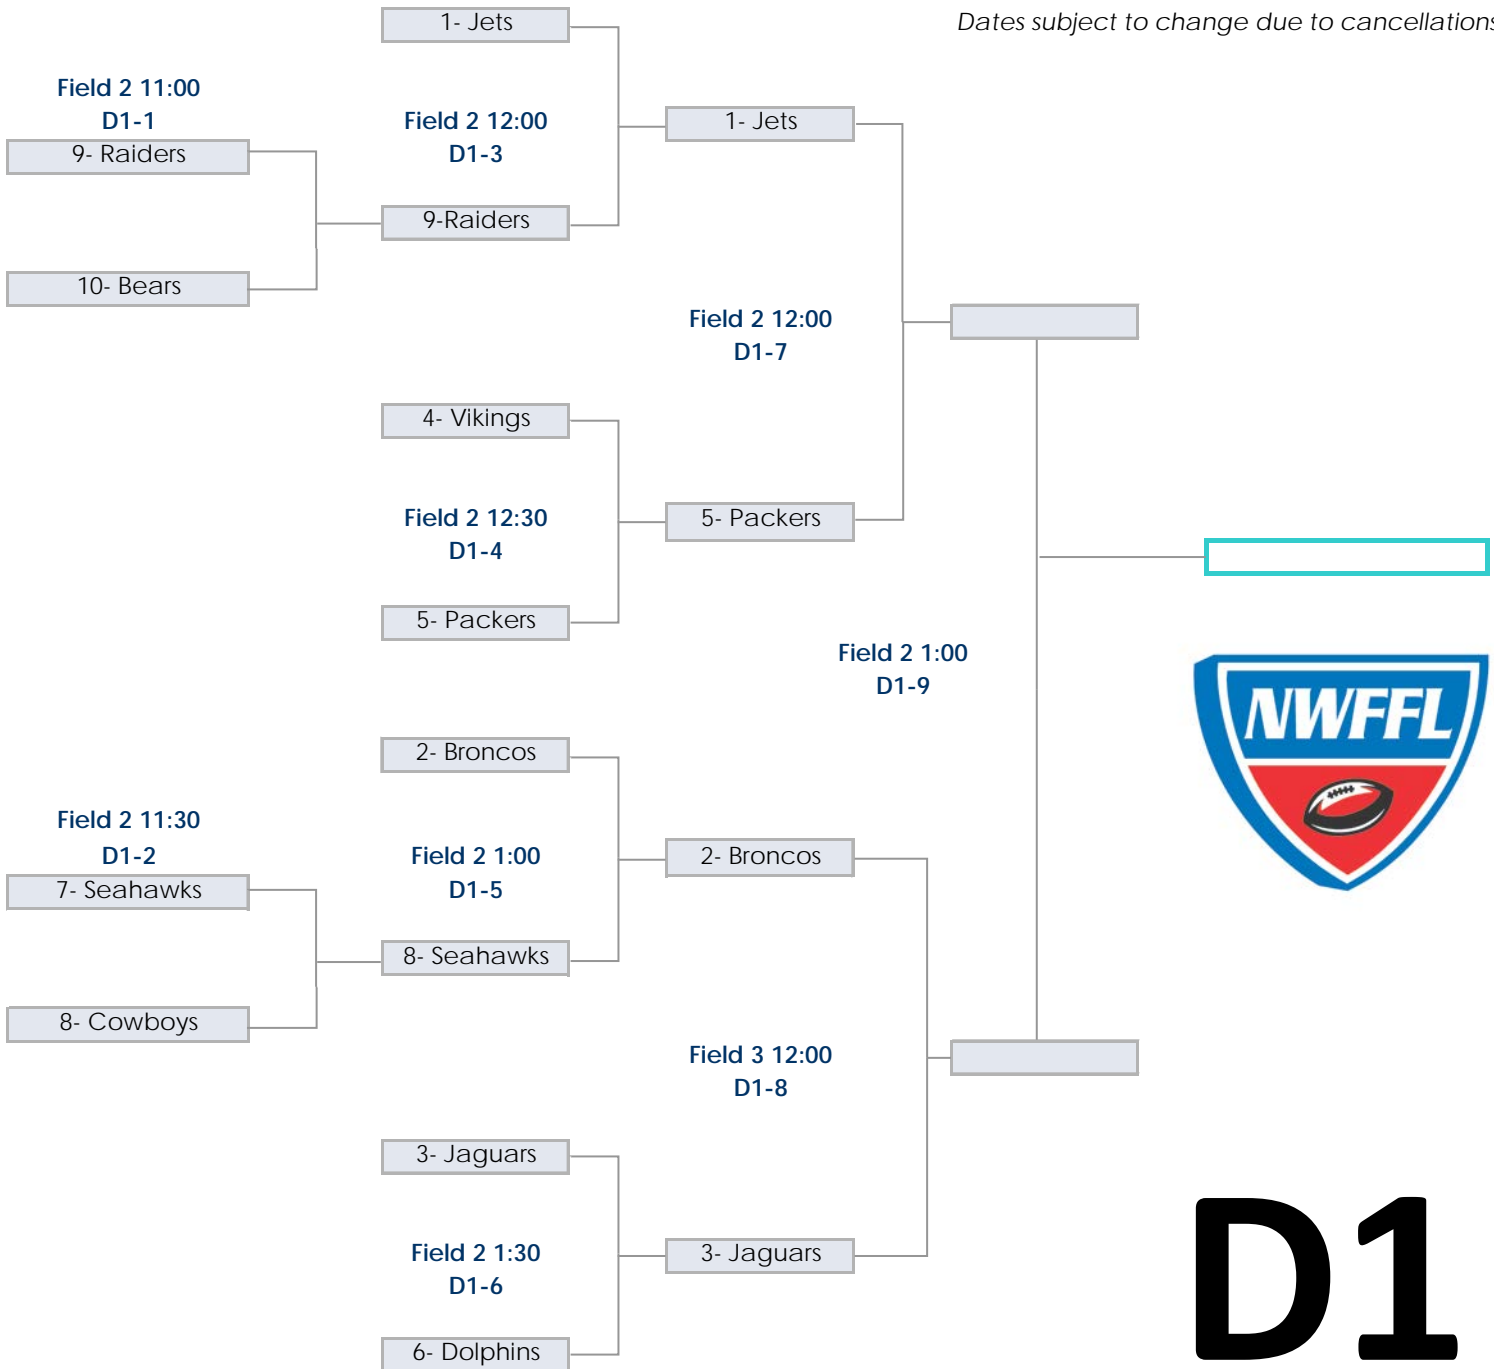 1- Jets
Dates subject to change due to cancellations
Field 2 11:00
D1-1
9- Raiders
Field 2 12:00
D1-3
1- Jets
9-Raiders
10- Bears
Field 2 12:00
D1-7
4- Vikings
Field 2 12:30
D1-4
5- Packers
5- Packers
Field 2 1:00
D1-9
NWFFL
2- Broncos
Field 2 11:30
D1-2
7- Seahawks
Field 2 1:00
D1-5
2- Broncos
8- Seahawks
8- Cowboys
Field 3 12:00
D1-8
3- Jaguars
Field 2 1:30
D1-6
3- Jaguars
6- Dolphins
D1